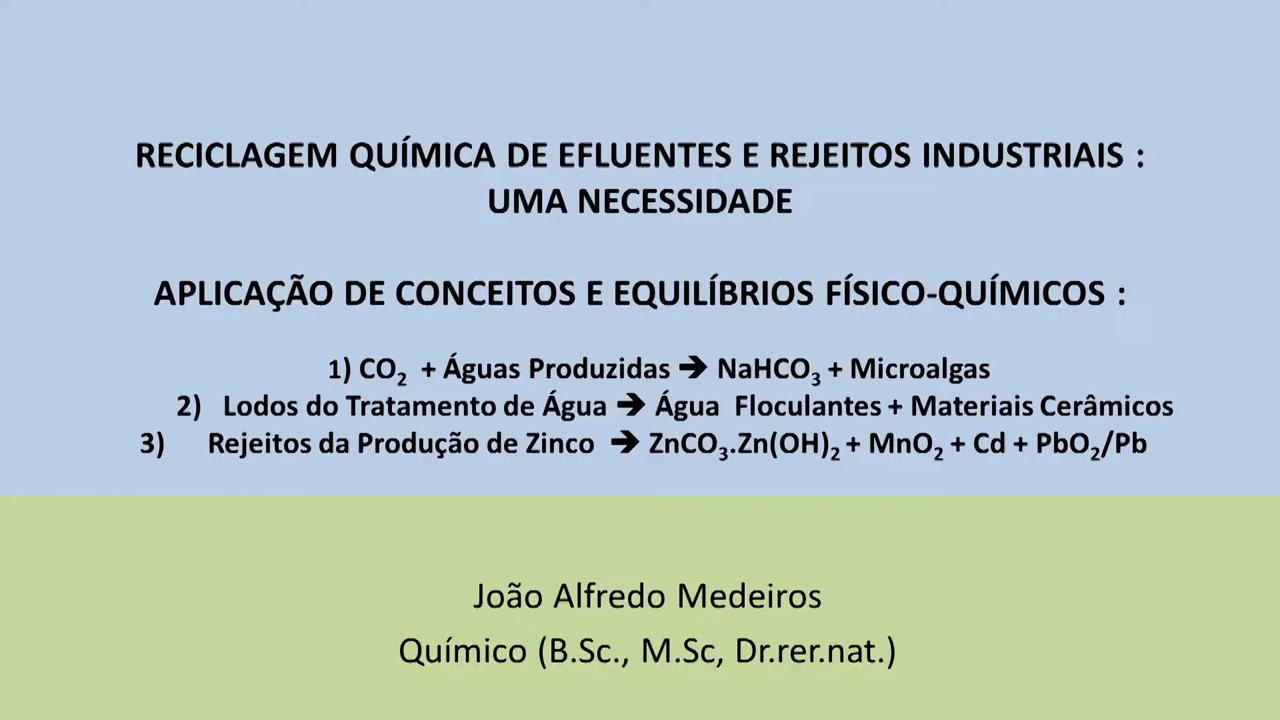 RECICLAGEM QUÍMICA DE EFLUENTES E REJEITOS INDUSTRIAIS :
UMA NECESSIDADE
APLICAÇÃO DE CONCEITOS E EQUILÍBRIOS FÍSICO-QUÍMICOS :
1) CO₂ + Águas Produzidas ➔ NaHCO₃ + Microalgas
2) Lodos do Tratamento de Água ➔ Água Floculantes + Materiais Cerâmicos
3) Rejeitos da Produção de Zinco ➔ ZnCO₃.Zn(OH)₂ + MnO₂ + Cd + PbO₂/Pb
João Alfredo Medeiros
Químico (B.Sc., M.Sc, Dr.rer.nat.)